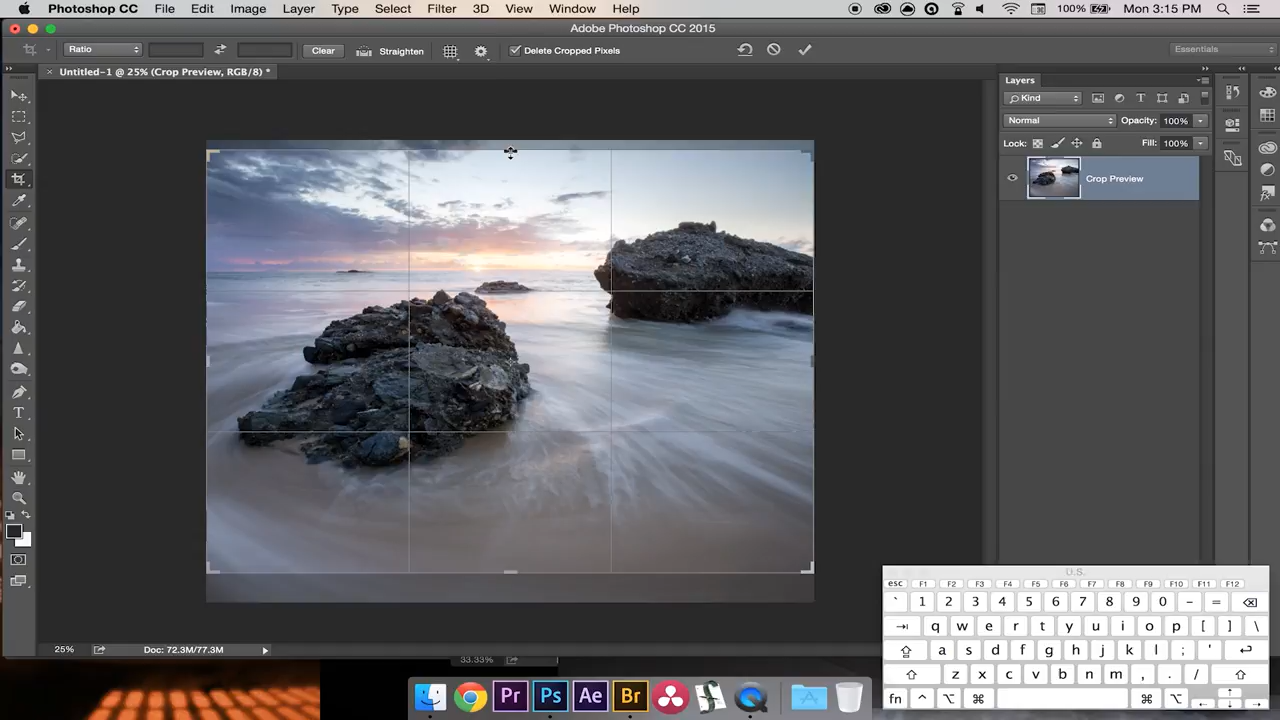 Photoshop CC File Edit Image Layer Type Select Filter 3D View Window Help 100% Mon 3:15 PM
Adobe Photoshop CC 2015
Ratio Clear Straighten Delete Cropped Pixels Essentials
× Untitled-1 @ 25% (Crop Preview, RGB/8) *
Layers
Kind
Normal Opacity: 100%
Lock: Fill: 100%
Crop Preview
25% Doc: 72.3M/77.3M
33.33%
U.S.
esc F1 F2 F3 F4 F5 F6 F7 F8 F9 F10 F11 F12
` 1 2 3 4 5 6 7 8 9 0 - =
q w e r t y u i o p [ ] \
a s d f g h j k l ; '
z x c v b n m , . /
fn
Pr Ps Ae Br